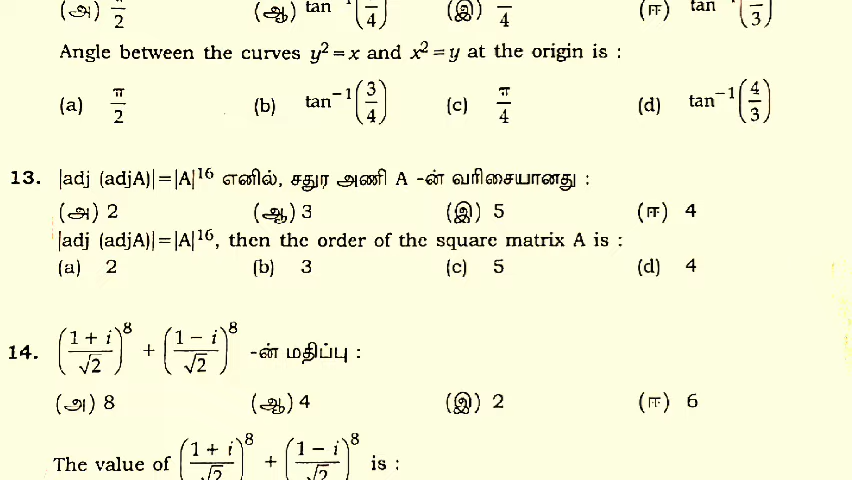 (அ) π/2 (ஆ) tan⁻¹(3/4) (இ) π/4 (ஈ) tan⁻¹(4/3)
Angle between the curves y²=x and x²=y at the origin is :
(a) π/2 (b) tan⁻¹(3/4) (c) π/4 (d) tan⁻¹(4/3)
13. |adj (adjA)|=|A|¹⁶ எனில், சதுர அணி A -ன் வரிசையானது :
(அ) 2 (ஆ) 3 (இ) 5 (ஈ) 4
|adj (adjA)|=|A|¹⁶, then the order of the square matrix A is :
(a) 2 (b) 3 (c) 5 (d) 4
14. ((1 + i)/√2)⁸ + ((1 − i)/√2)⁸ -ன் மதிப்பு :
(அ) 8 (ஆ) 4 (இ) 2 (ஈ) 6
The value of ((1 + i)/√2)⁸ + ((1 − i)/√2)⁸ is :